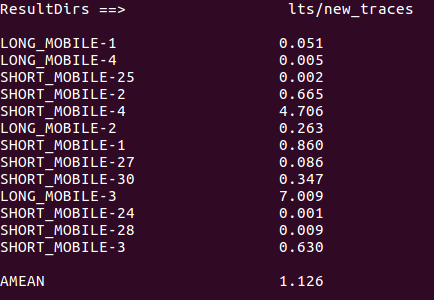 ResultDirs ==> lts/new_traces
LONG_MOBILE-1 0.051
LONG_MOBILE-4 0.005
SHORT_MOBILE-25 0.002
SHORT_MOBILE-2 0.665
SHORT_MOBILE-4 4.706
LONG_MOBILE-2 0.263
SHORT_MOBILE-1 0.860
SHORT_MOBILE-27 0.086
SHORT_MOBILE-30 0.347
LONG_MOBILE-3 7.009
SHORT_MOBILE-24 0.001
SHORT_MOBILE-28 0.009
SHORT_MOBILE-3 0.630
AMEAN 1.126